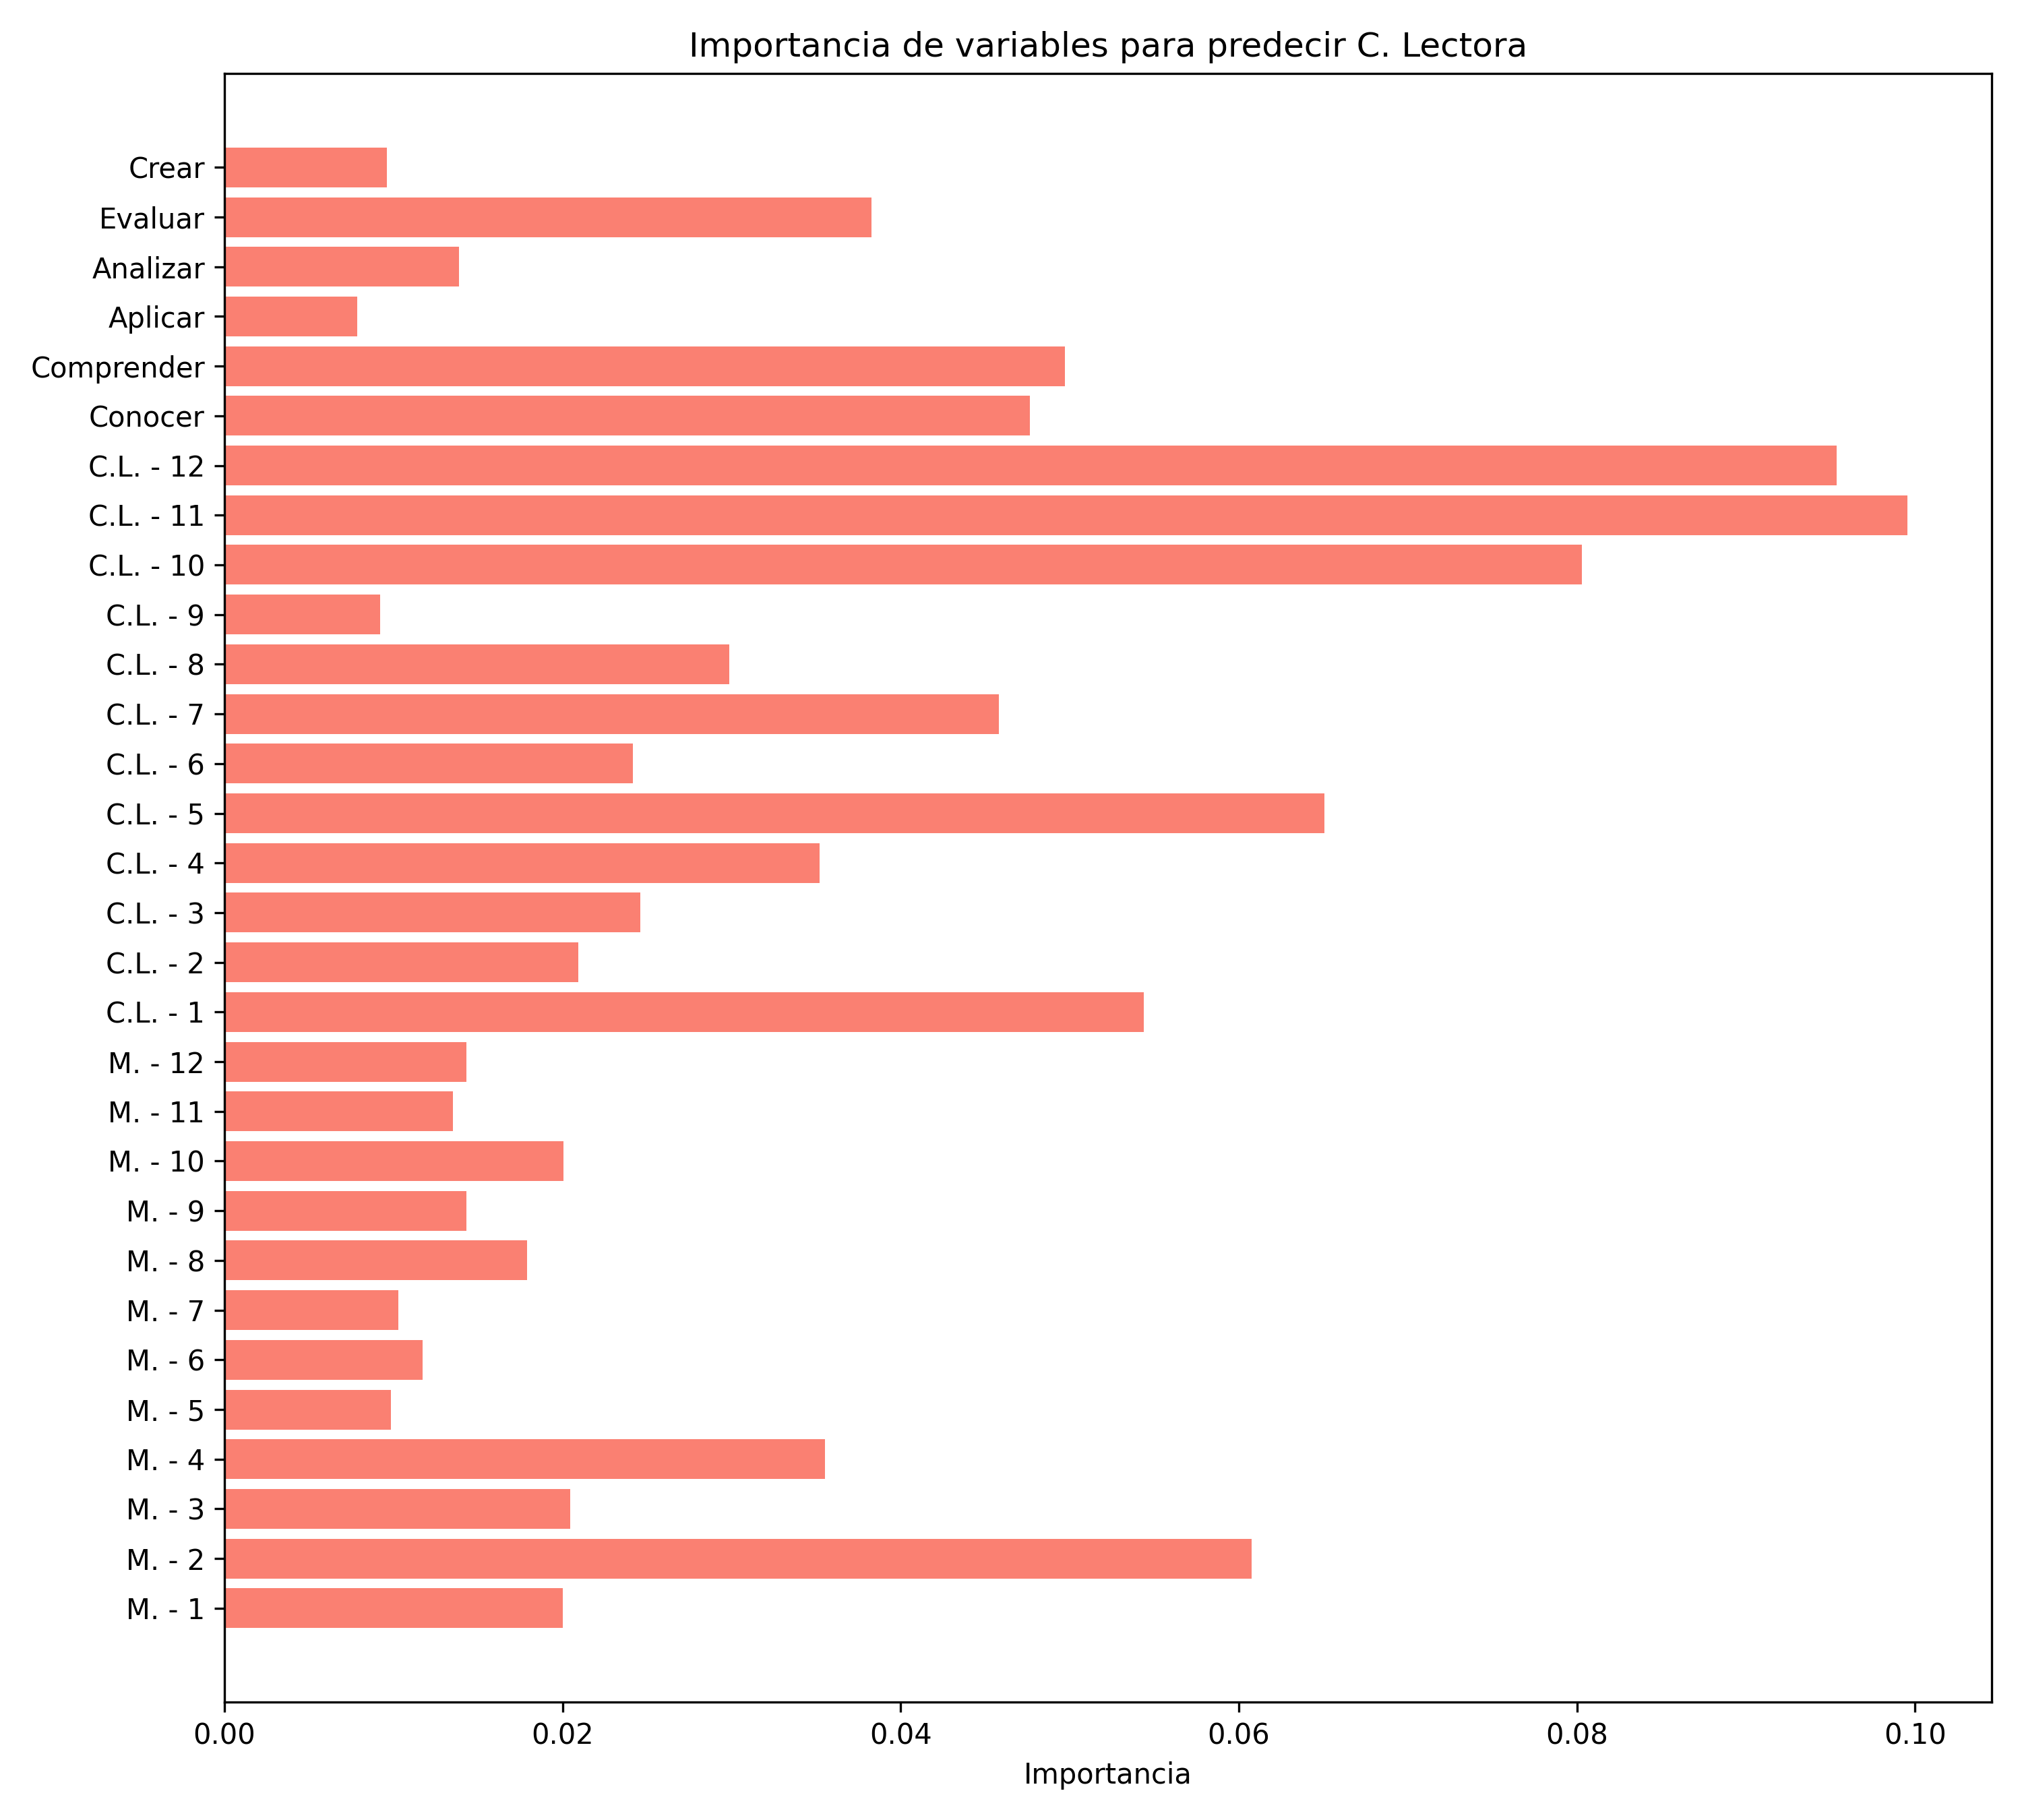 Importancia de variables para predecir C. Lectora
Crear
Evaluar
Analizar
Aplicar
Comprender
Conocer
C.L. - 12
C.L. - 11
C.L. - 10
C.L. - 9
C.L. - 8
C.L. - 7
C.L. - 6
C.L. - 5
C.L. - 4
C.L. - 3
C.L. - 2
C.L. - 1
M. - 12
M. - 11
M. - 10
M. - 9
M. - 8
M. - 7
M. - 6
M. - 5
M. - 4
M. - 3
M. - 2
M. - 1
0.00 0.02 0.04 0.06 0.08 0.10
Importancia